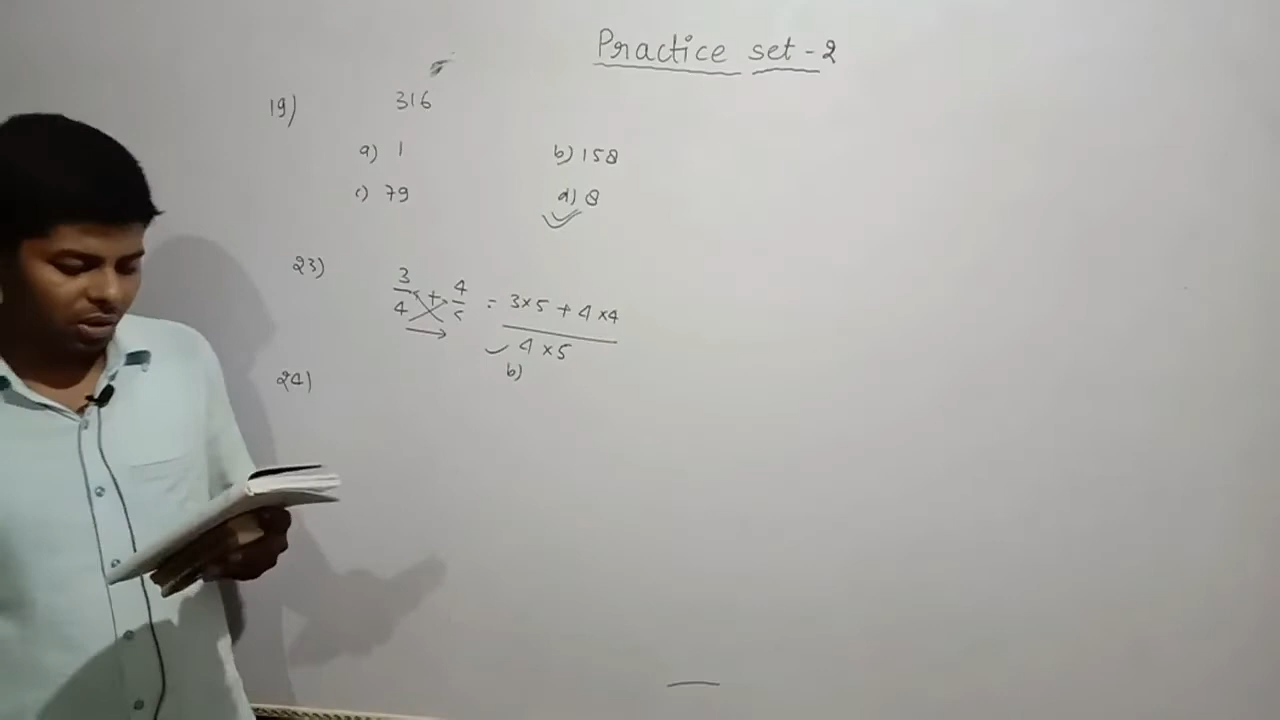 Practice set - 2
19) 316
a) 1 b) 158
c) 79 d) 8
23) 3/4 + 4/5 = 3×5 + 4×4 / 4×5
b)
24)